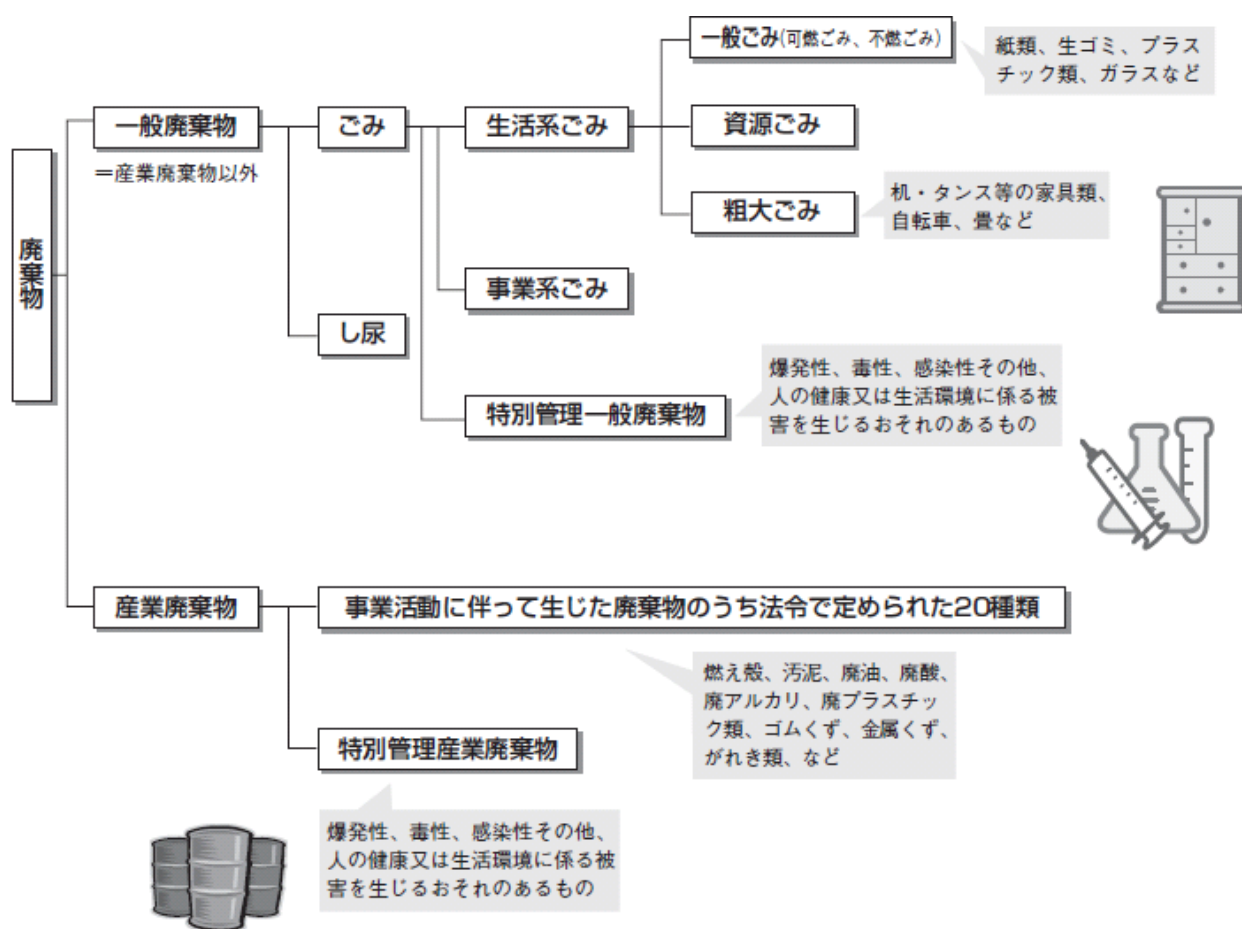 一般ごみ(可燃ごみ、不燃ごみ)
紙類、生ゴミ、プラス
チック類、ガラスなど
一般廃棄物
ごみ
生活系ごみ
資源ごみ
＝産業廃棄物以外
粗大ごみ
机・タンス等の家具類、
自転車、畳など
廃棄物
事業系ごみ
し尿
特別管理一般廃棄物
爆発性、毒性、感染性その他、
人の健康又は生活環境に係る被
害を生じるおそれのあるもの
産業廃棄物
事業活動に伴って生じた廃棄物のうち法令で定められた20種類
燃え殻、汚泥、廃油、廃酸、
廃アルカリ、廃プラスチッ
ク類、ゴムくず、金属くず、
がれき類、など
特別管理産業廃棄物
爆発性、毒性、感染性その他、
人の健康又は生活環境に係る被
害を生じるおそれのあるもの